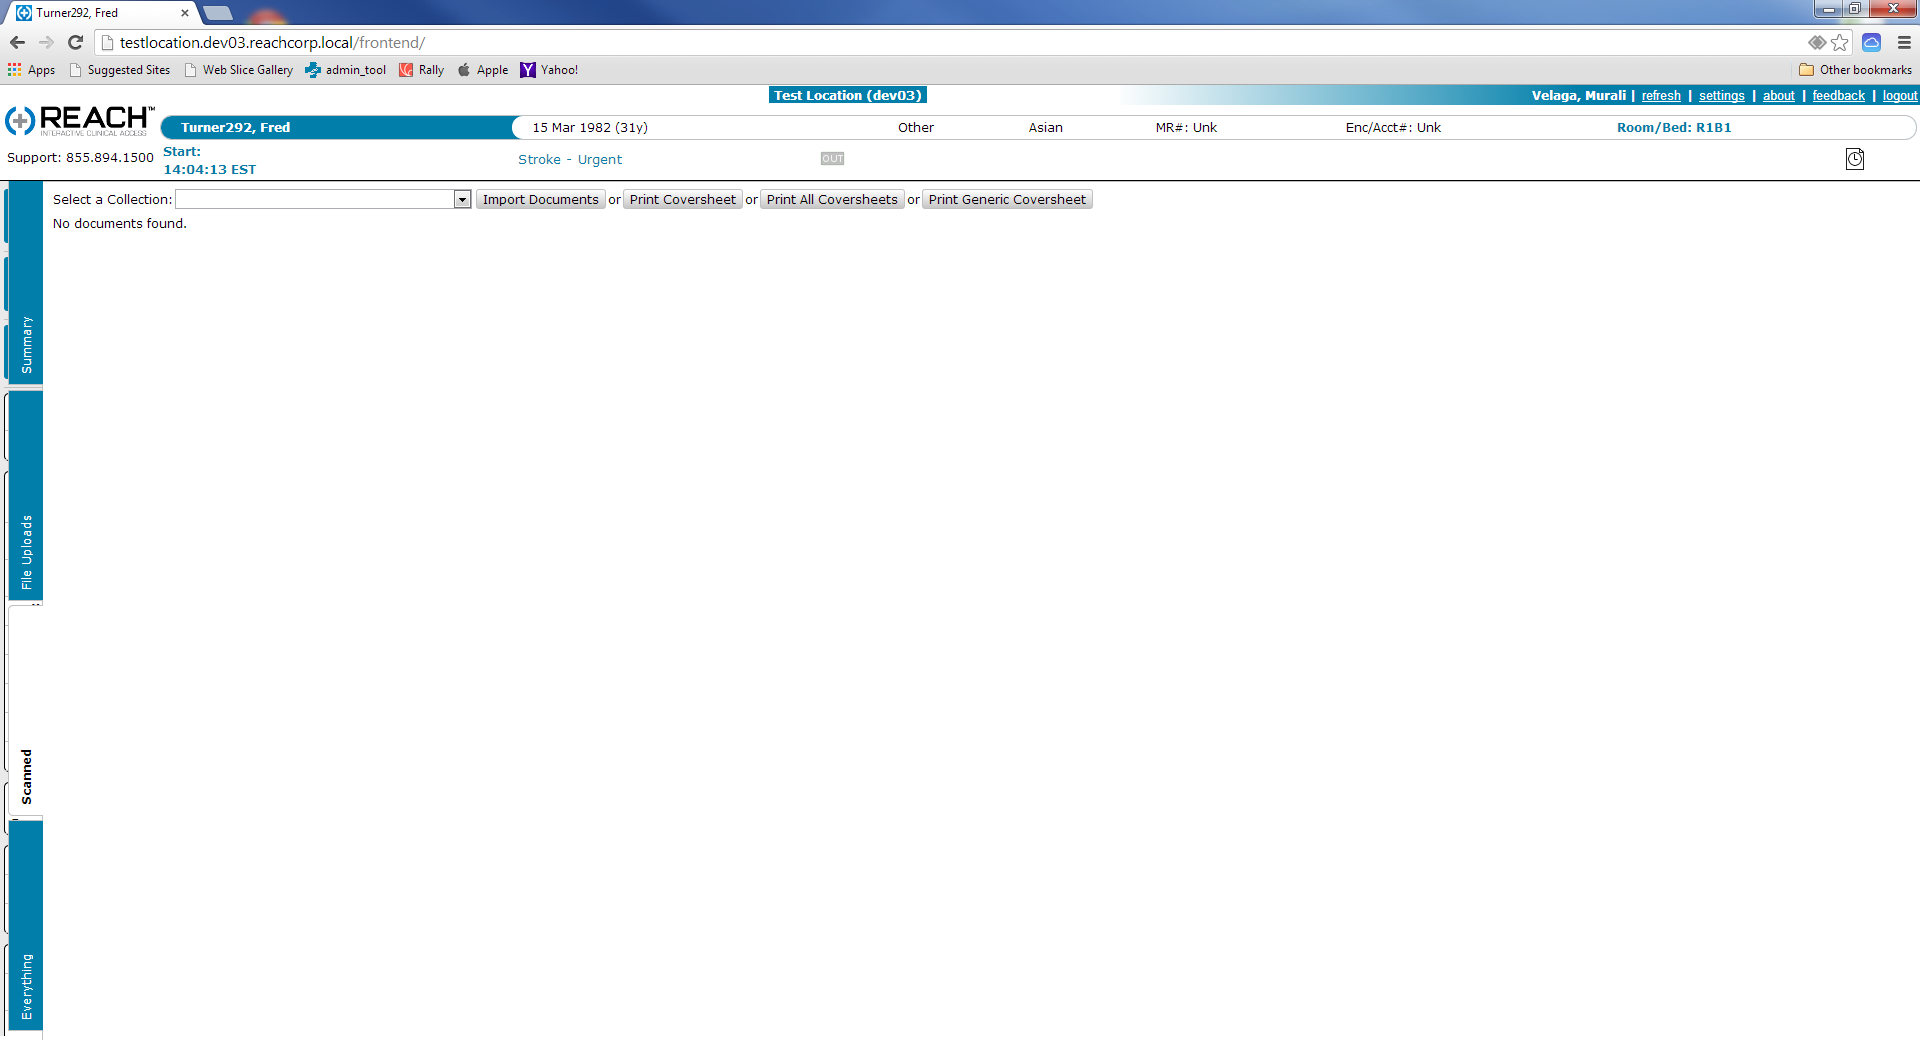 Turner292, Fred
testlocation.dev03.reachcorp.local/frontend/
Apps Suggested Sites Web Slice Gallery admin_tool Rally Apple Yahoo! Other bookmarks
Test Location (dev03) Velaga, Murali | refresh | settings | about | feedback | logout
REACH™
INTERACTIVE CLINICAL ACCESS
Turner292, Fred 15 Mar 1982 (31y) Other Asian MR#: Unk Enc/Acct#: Unk Room/Bed: R1B1
Support: 855.894.1500 Start:
14:04:13 EST
Stroke - Urgent OUT
Select a Collection: Import Documents or Print Coversheet or Print All Coversheets or Print Generic Coversheet
No documents found.
Summary
File Uploads
Scanned
Everything